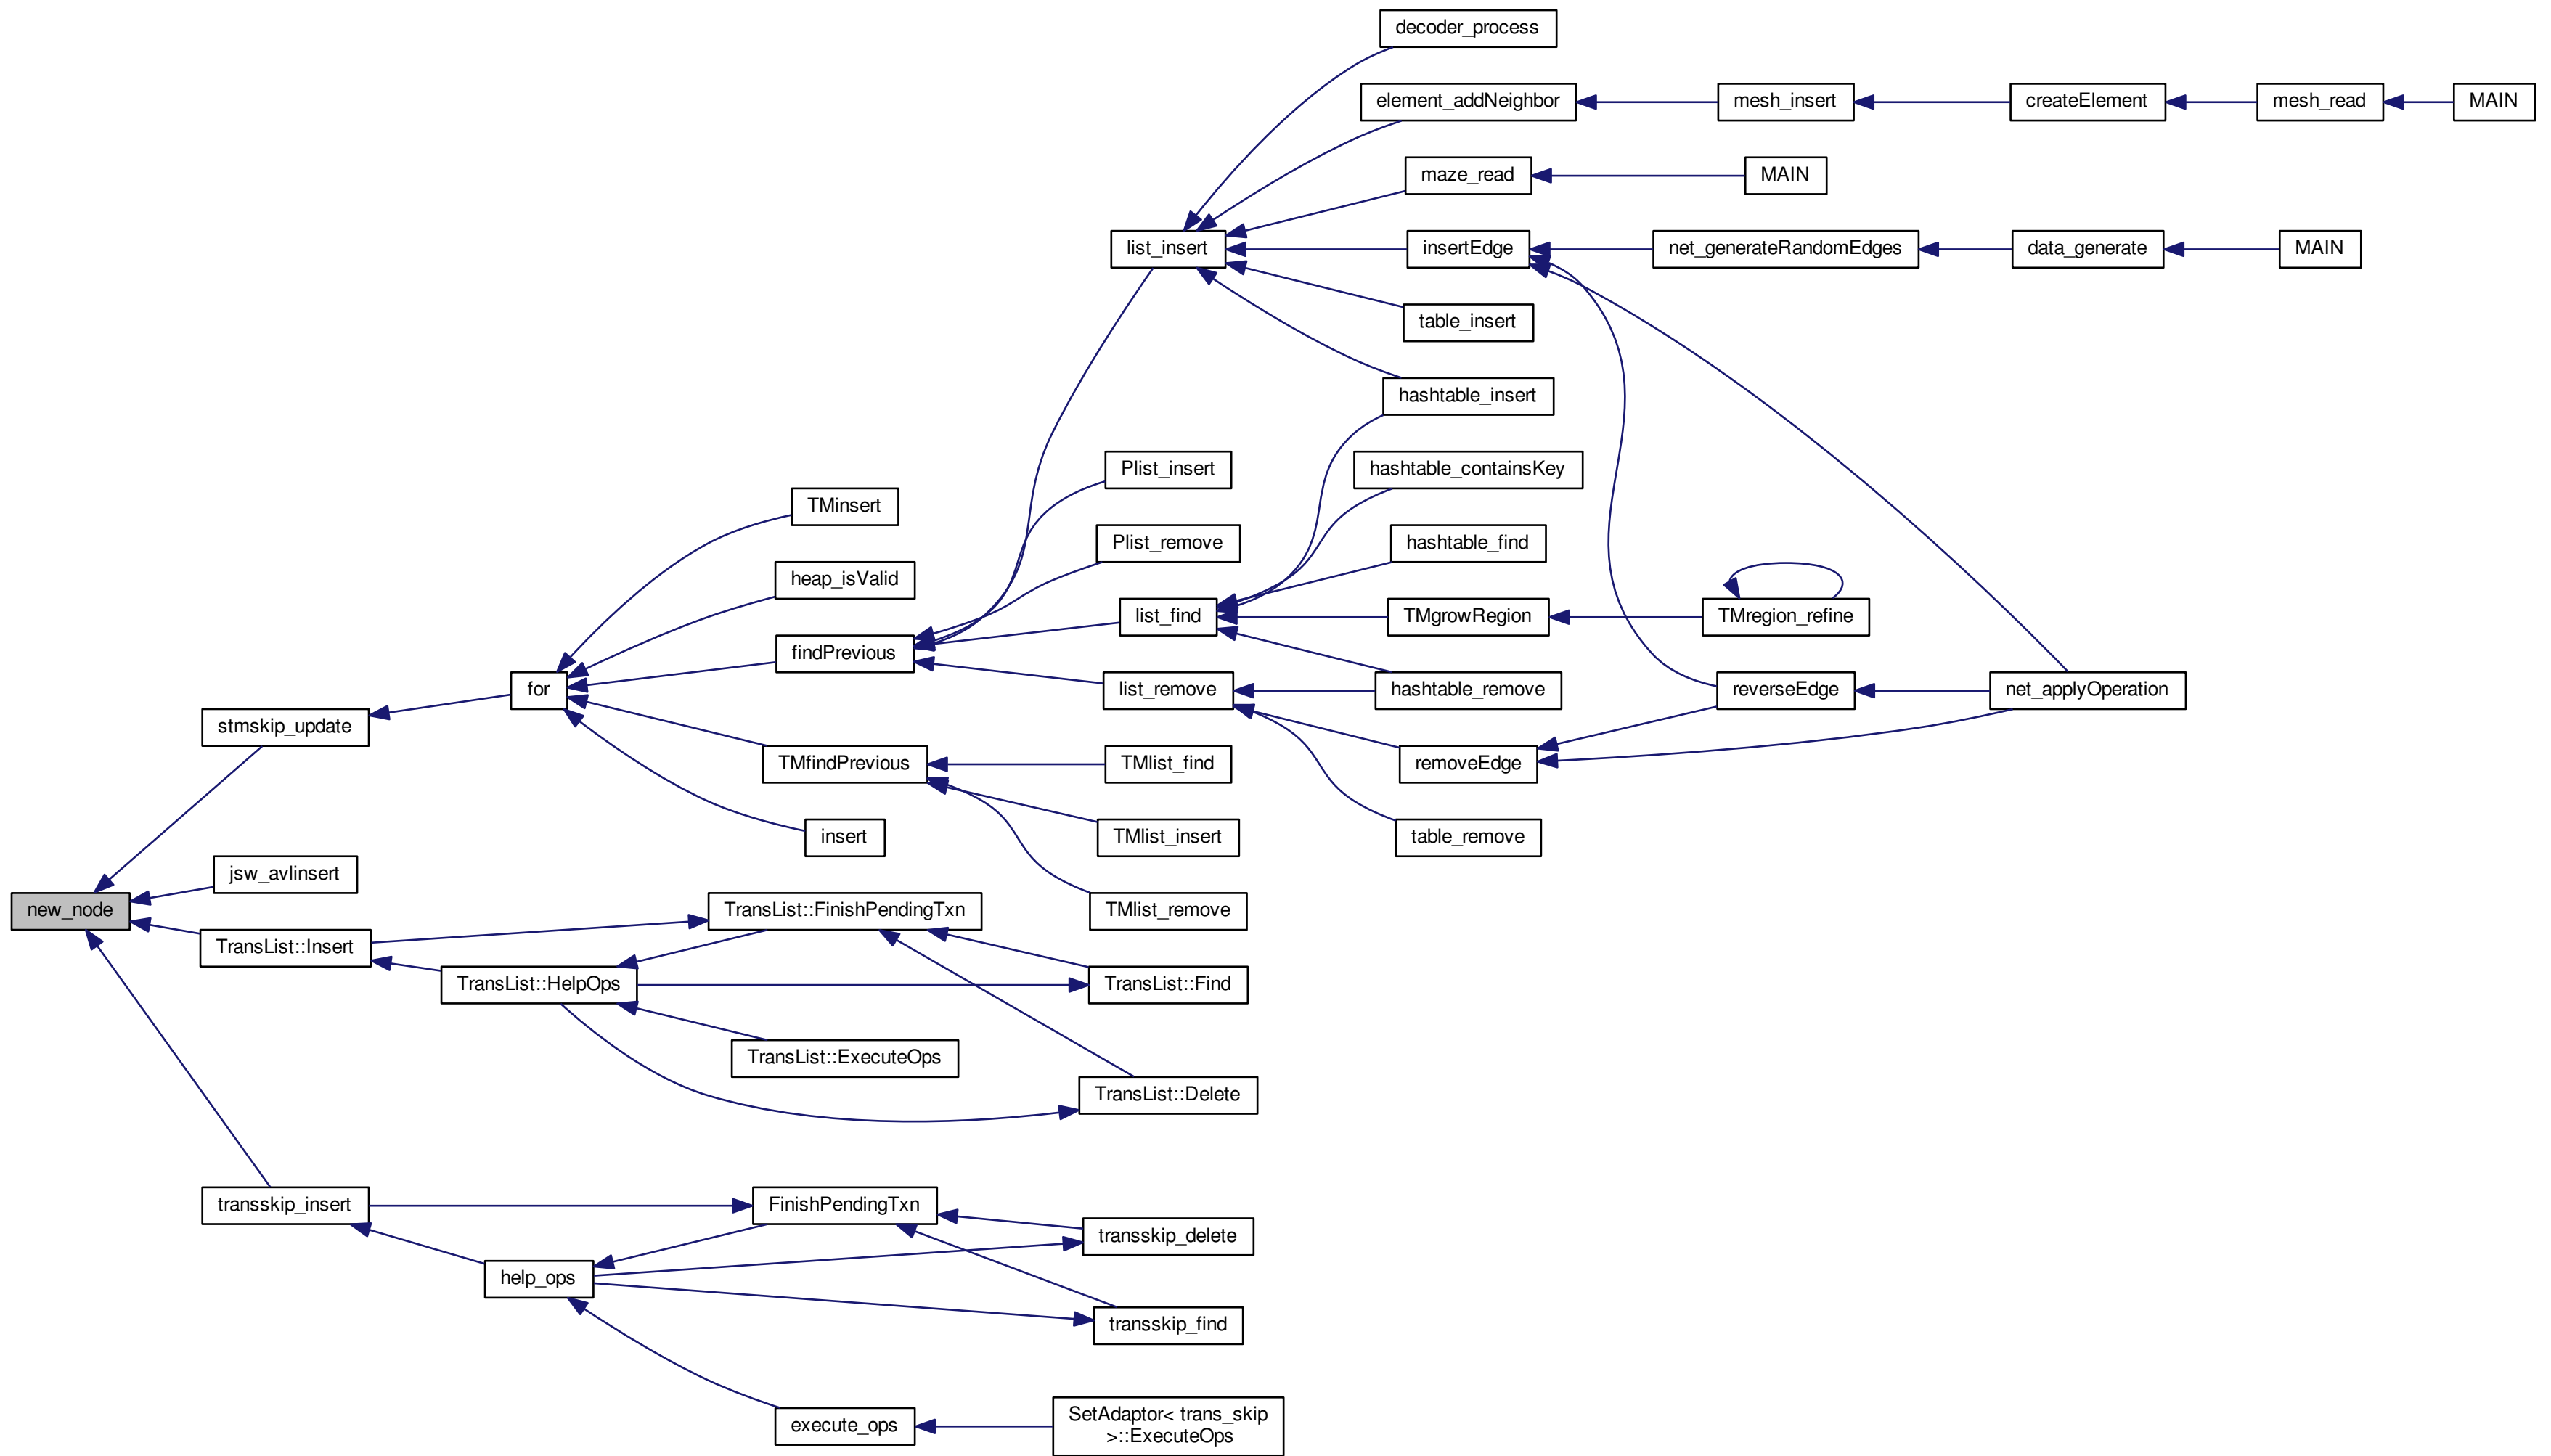 decoder_process
element_addNeighbor
mesh_insert
createElement
mesh_read
MAIN
maze_read
MAIN
list_insert
insertEdge
net_generateRandomEdges
data_generate
MAIN
table_insert
hashtable_insert
Plist_insert
hashtable_containsKey
TMinsert
Plist_remove
hashtable_find
heap_isValid
list_find
TMgrowRegion
TMregion_refine
findPrevious
for
list_remove
hashtable_remove
reverseEdge
net_applyOperation
stmskip_update
TMfindPrevious
TMlist_find
removeEdge
insert
TMlist_insert
table_remove
jsw_avlinsert
new_node
TransList::FinishPendingTxn
TMlist_remove
TransList::Insert
TransList::HelpOps
TransList::Find
TransList::ExecuteOps
TransList::Delete
transskip_insert
FinishPendingTxn
transskip_delete
help_ops
transskip_find
execute_ops
SetAdaptor< trans_skip
>::ExecuteOps